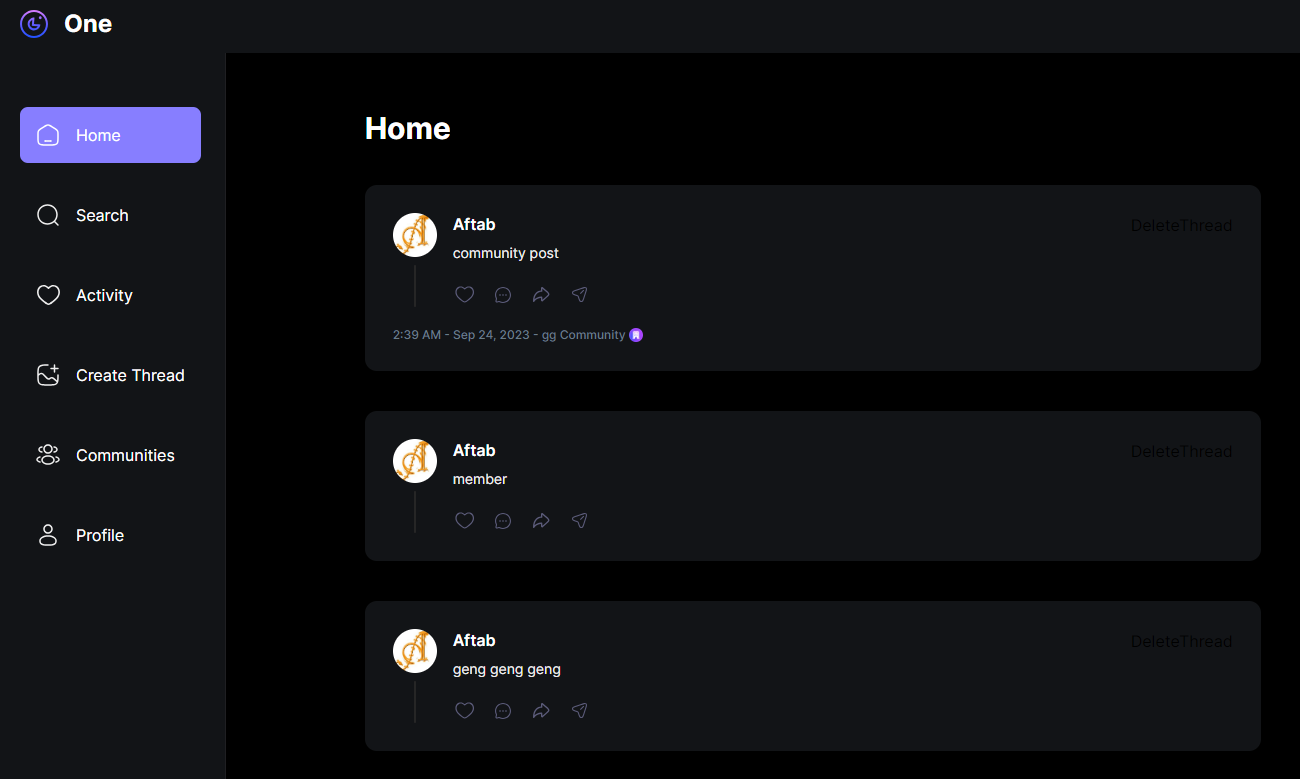 One
Home
Search
Activity
Create Thread
Communities
Profile
Home
Aftab
DeleteThread
community post
2:39 AM - Sep 24, 2023 - gg Community
Aftab
DeleteThread
member
Aftab
DeleteThread
geng geng geng